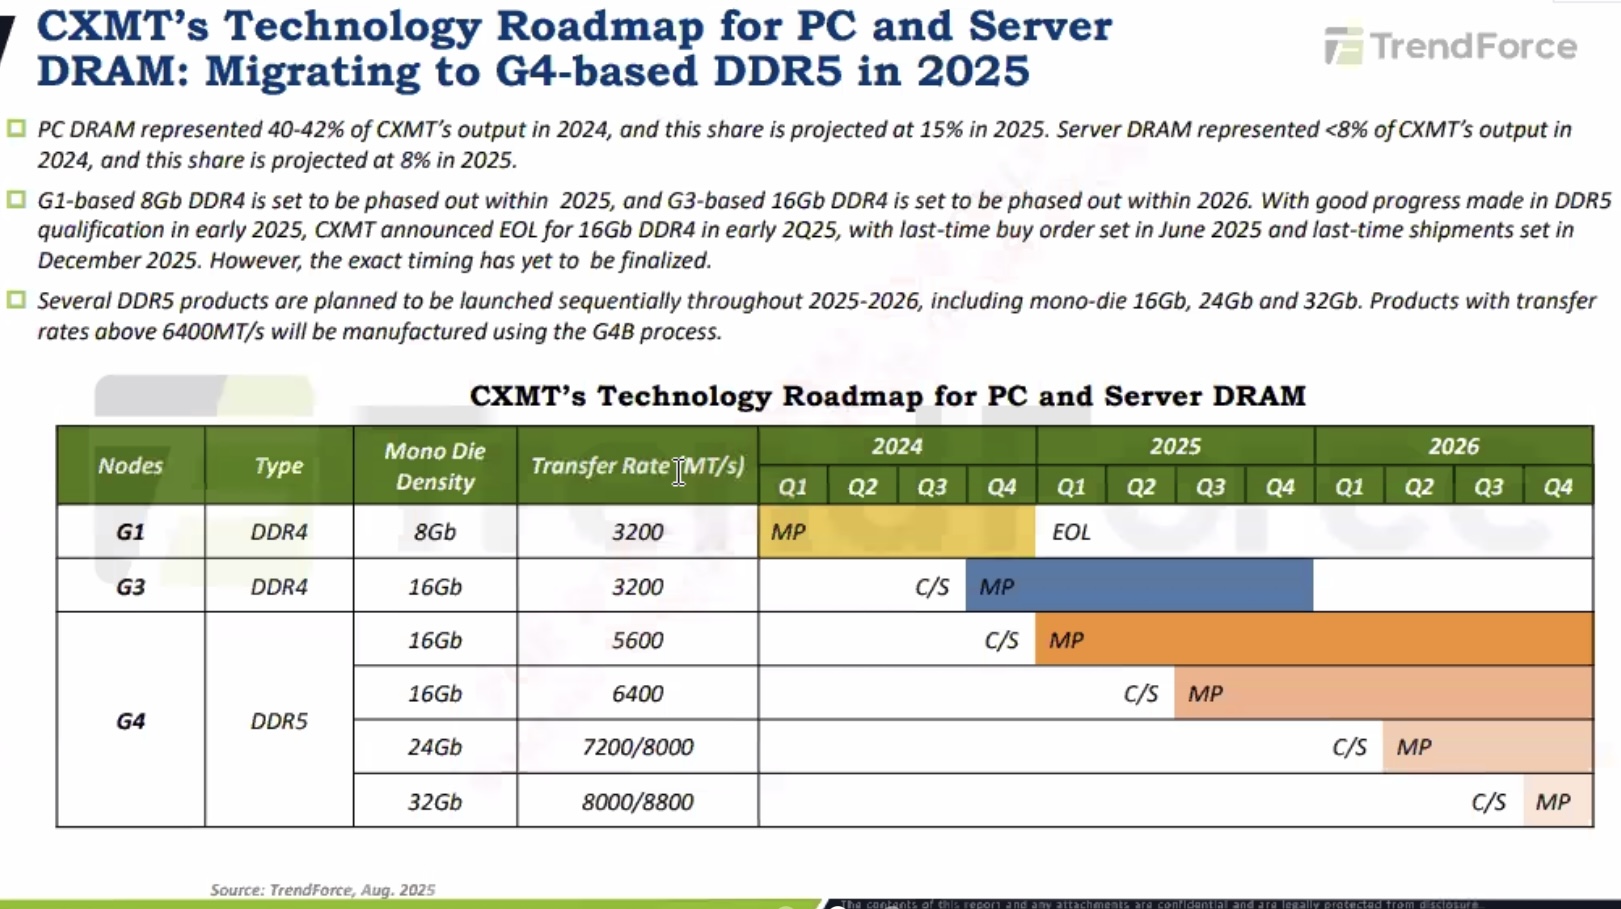 CXMT's Technology Roadmap for PC and Server
DRAM: Migrating to G4-based DDR5 in 2025
TrendForce
PC DRAM represented 40-42% of CXMT's output in 2024, and this share is projected at 15% in 2025. Server DRAM represented <8% of CXMT's output in
2024, and this share is projected at 8% in 2025.
G1-based 8Gb DDR4 is set to be phased out within 2025, and G3-based 16Gb DDR4 is set to be phased out within 2026. With good progress made in DDR5
qualification in early 2025, CXMT announced EOL for 16Gb DDR4 in early 2Q25, with last-time buy order set in June 2025 and last-time shipments set in
December 2025. However, the exact timing has yet to be finalized.
Several DDR5 products are planned to be launched sequentially throughout 2025-2026, including mono-die 16Gb, 24Gb and 32Gb. Products with transfer
rates above 6400MT/s will be manufactured using the G4B process.
CXMT's Technology Roadmap for PC and Server DRAM
Nodes Type Mono Die Density Transfer Rate (MT/s) 2024 2025 2026
Q1 Q2 Q3 Q4 Q1 Q2 Q3 Q4 Q1 Q2 Q3 Q4
G1 DDR4 8Gb 3200 MP EOL
G3 DDR4 16Gb 3200 C/S MP
G4 DDR5 16Gb 5600 C/S MP
16Gb 6400 C/S MP
24Gb 7200/8000 C/S MP
32Gb 8000/8800 C/S MP
TrendForce
Source: TrendForce, Aug. 2025
The contents of this report and any attachments are confidential and are legally protected from disclosure.